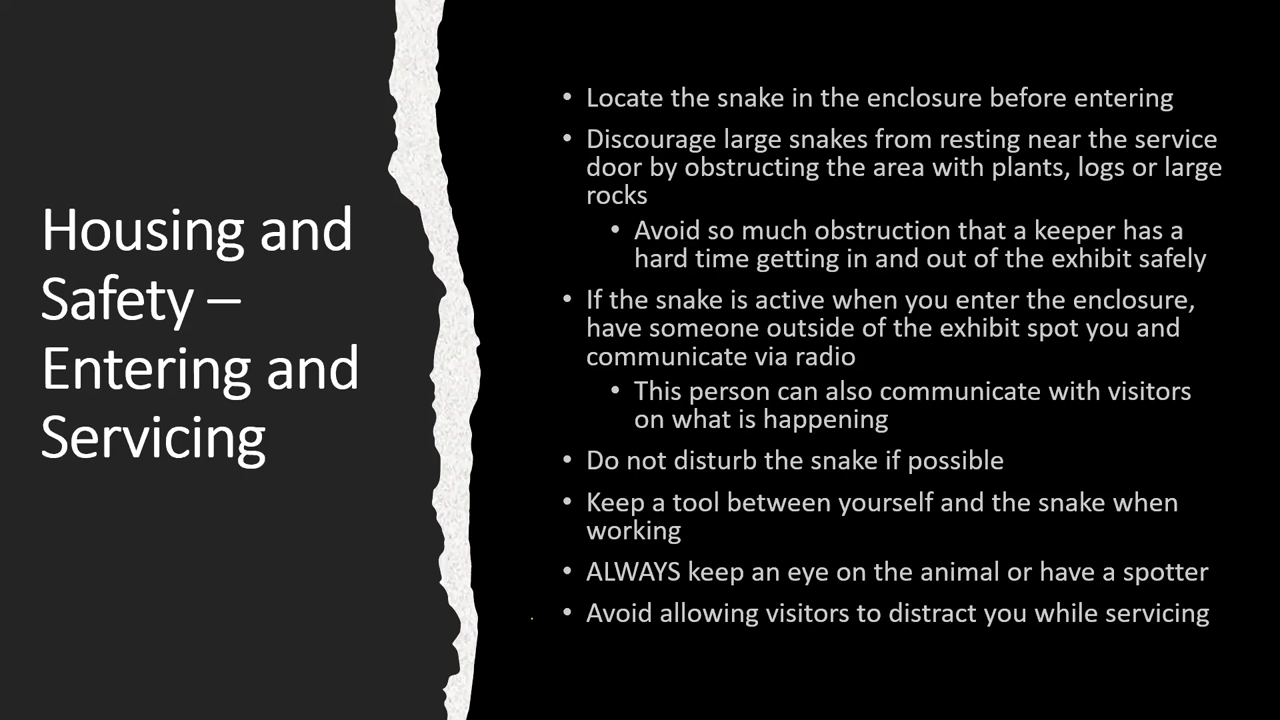 Housing and
Safety –
Entering and
Servicing
• Locate the snake in the enclosure before entering
• Discourage large snakes from resting near the service
door by obstructing the area with plants, logs or large
rocks
• Avoid so much obstruction that a keeper has a
hard time getting in and out of the exhibit safely
• If the snake is active when you enter the enclosure,
have someone outside of the exhibit spot you and
communicate via radio
• This person can also communicate with visitors
on what is happening
• Do not disturb the snake if possible
• Keep a tool between yourself and the snake when
working
• ALWAYS keep an eye on the animal or have a spotter
• Avoid allowing visitors to distract you while servicing